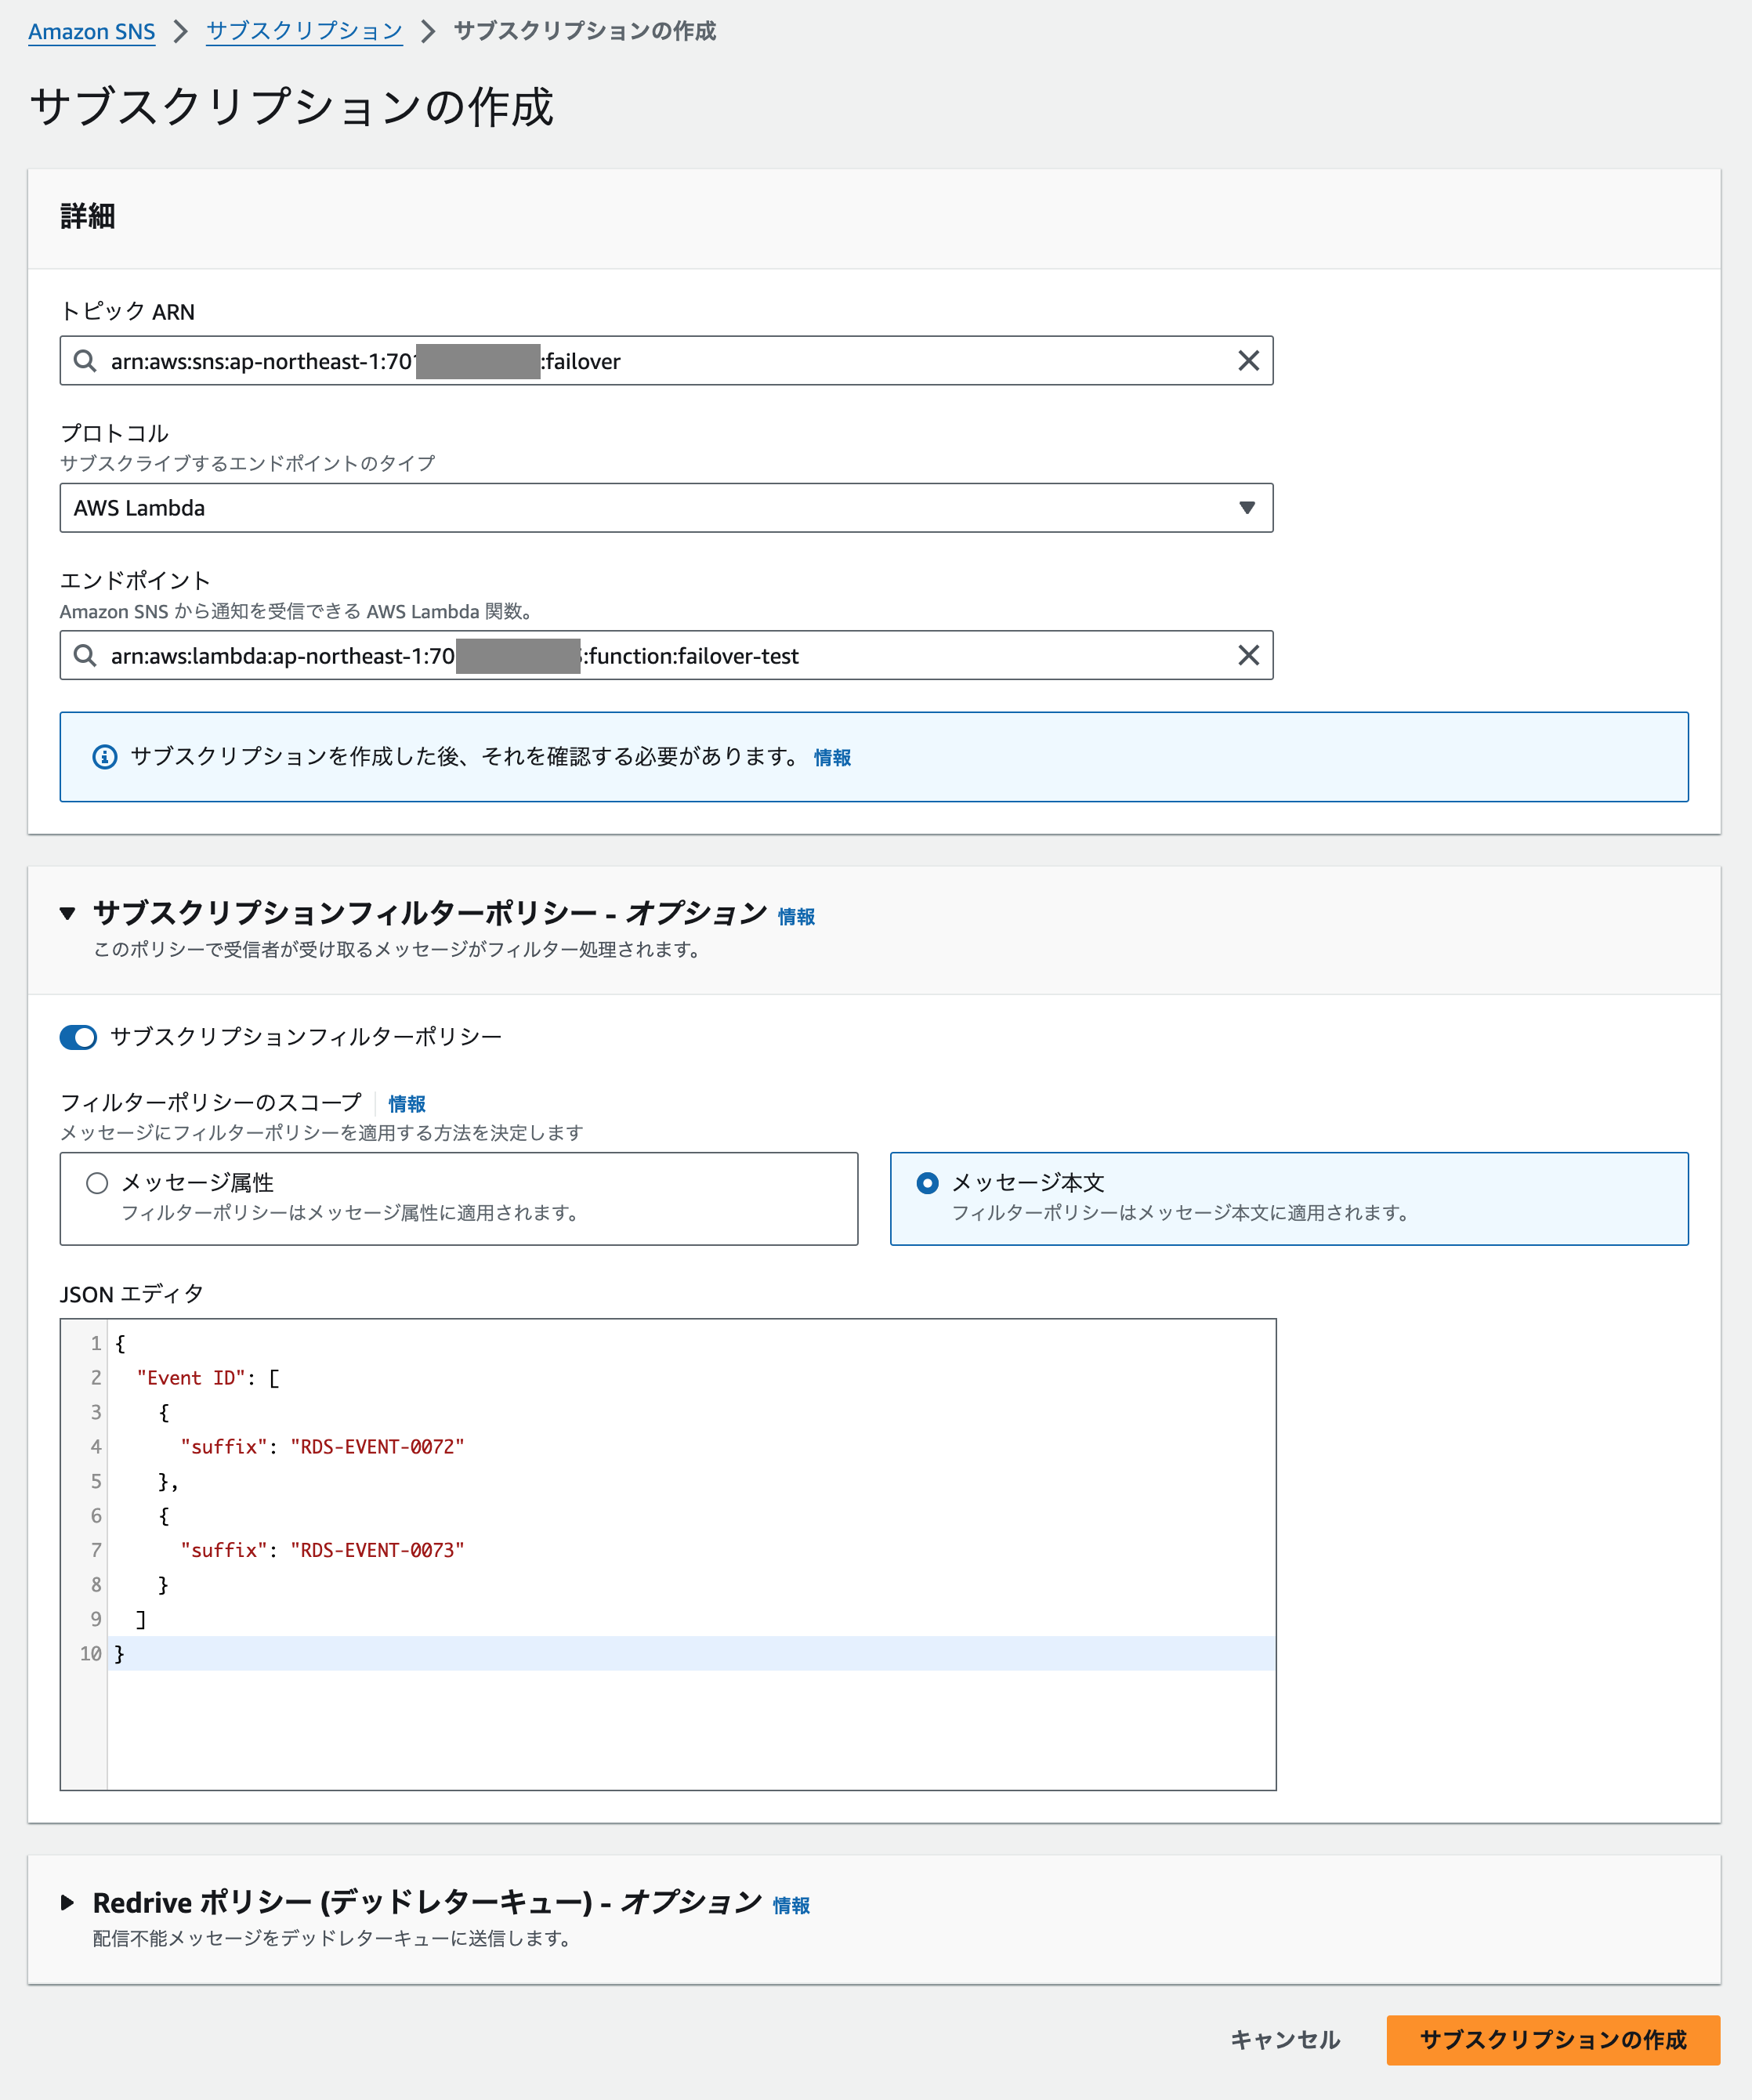 Amazon SNS > サブスクリプション > サブスクリプションの作成
サブスクリプションの作成
詳細
トピック ARN
arn:aws:sns:ap-northeast-1:70 :failover
プロトコル
サブスクライブするエンドポイントのタイプ
AWS Lambda
エンドポイント
Amazon SNS から通知を受信できる AWS Lambda 関数。
arn:aws:lambda:ap-northeast-1:70 :function:failover-test
サブスクリプションを作成した後、それを確認する必要があります。 情報
サブスクリプションフィルターポリシー - オプション 情報
このポリシーで受信者が受け取るメッセージがフィルター処理されます。
サブスクリプションフィルターポリシー
フィルターポリシーのスコープ 情報
メッセージにフィルターポリシーを適用する方法を決定します
メッセージ属性
フィルターポリシーはメッセージ属性に適用されます。
メッセージ本文
フィルターポリシーはメッセージ本文に適用されます。
JSON エディタ
1 {
2 "Event ID": [
3 {
4 "suffix": "RDS-EVENT-0072"
5 },
6 {
7 "suffix": "RDS-EVENT-0073"
8 }
9 ]
10 }
Redrive ポリシー (デッドレターキュー) - オプション 情報
配信不能メッセージをデッドレターキューに送信します。
キャンセル サブスクリプションの作成